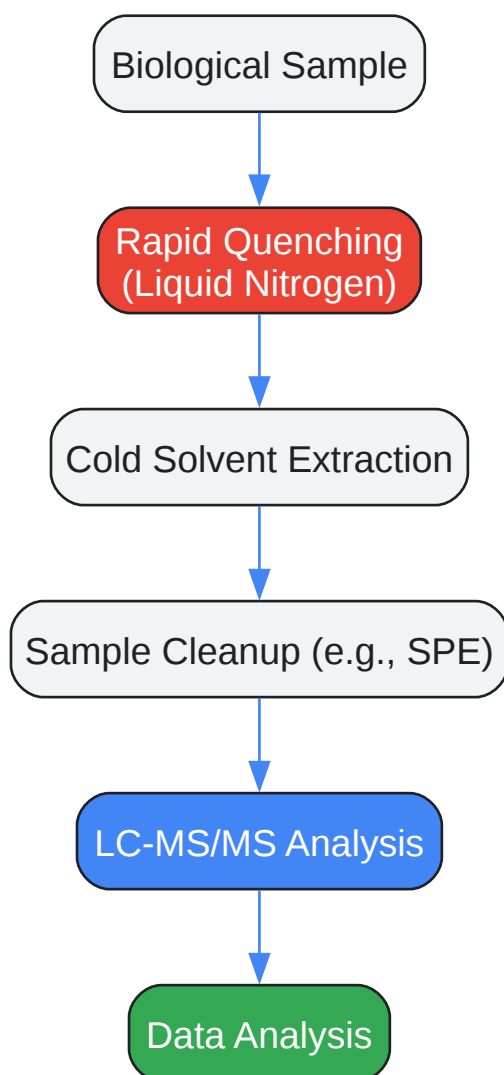 Biological Sample
Rapid Quenching
(Liquid Nitrogen)
Cold Solvent Extraction
Sample Cleanup (e.g., SPE)
LC-MS/MS Analysis
Data Analysis